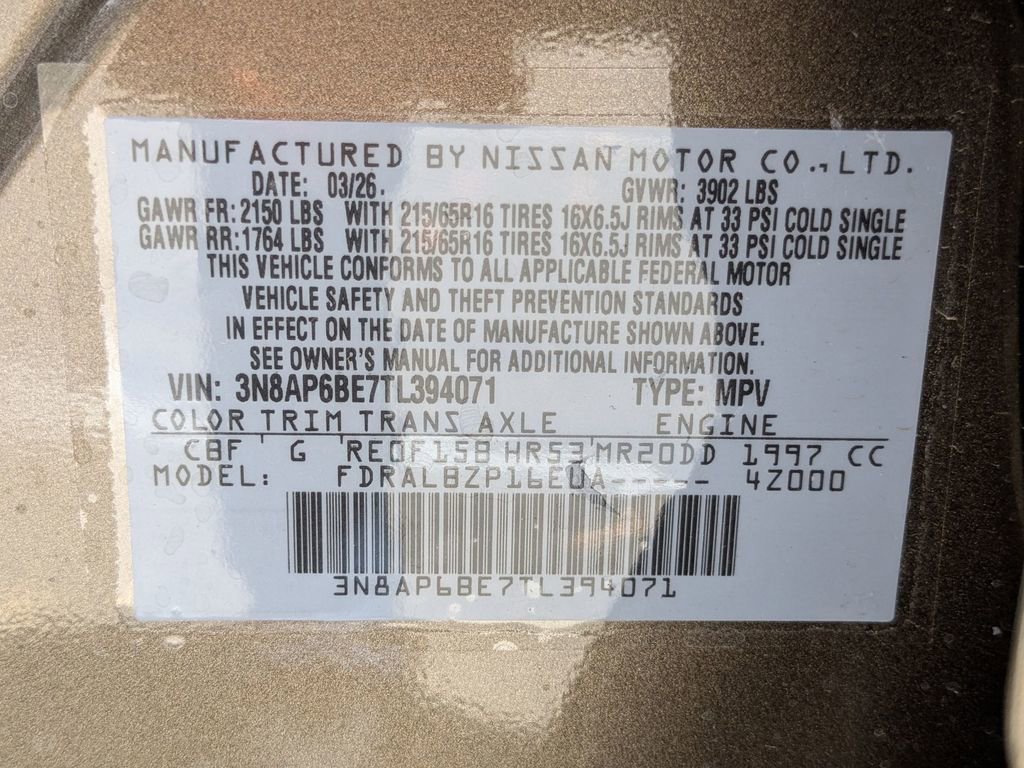 MANUFACTURED BY NISSAN MOTOR CO., LTD.
DATE: 03/26. GVWR: 3902 LBS
GAWR FR: 2150 LBS WITH 215/65R16 TIRES 16X6.5J RIMS AT 33 PSI COLD SINGLE
GAWR RR: 1764 LBS WITH 215/65R16 TIRES 16X6.5J RIMS AT 33 PSI COLD SINGLE
THIS VEHICLE CONFORMS TO ALL APPLICABLE FEDERAL MOTOR
VEHICLE SAFETY AND THEFT PREVENTION STANDARDS
IN EFFECT ON THE DATE OF MANUFACTURE SHOWN ABOVE.
SEE OWNER'S MANUAL FOR ADDITIONAL INFORMATION.
VIN: 3N8AP6BE7TL394071 TYPE: MPV
COLOR TRIM TRANS AXLE ENGINE
CBF G RE0F15B HR53 MR20DD 1997 CC
MODEL: FDRALBZP16EUA----- 4Z000
3N8AP6BE7TL394071